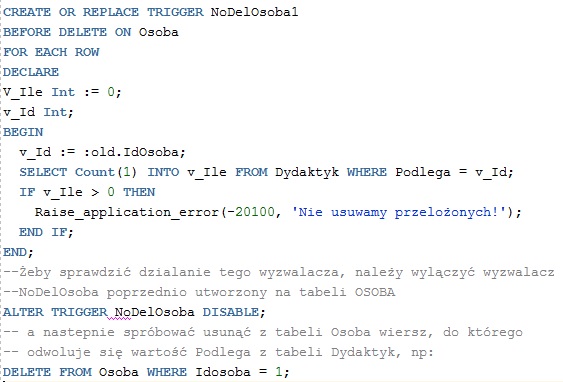 CREATE OR REPLACE TRIGGER NoDelOsoba1
BEFORE DELETE ON Osoba
FOR EACH ROW
DECLARE
V_Ile Int := 0;
v_Id Int;
BEGIN
v_Id := :old.IdOsoba;
SELECT Count(1) INTO v_Ile FROM Dydaktyk WHERE Podlega = v_Id;
IF v_Ile > 0 THEN
Raise_application_error(-20100, 'Nie usuwamy przełożonych!');
END IF;
END;
--Żeby sprawdzić działanie tego wyzwalacza, należy wyłączyć wyzwalacz
--NoDelOsoba poprzednio utworzony na tabeli OSOBA
ALTER TRIGGER NoDelOsoba DISABLE;
-- a nastepnie spróbować usunąć z tabeli Osoba wiersz, do którego
-- odwołuje się wartość Podlega z tabeli Dydaktyk, np:
DELETE FROM Osoba WHERE Idosoba = 1;